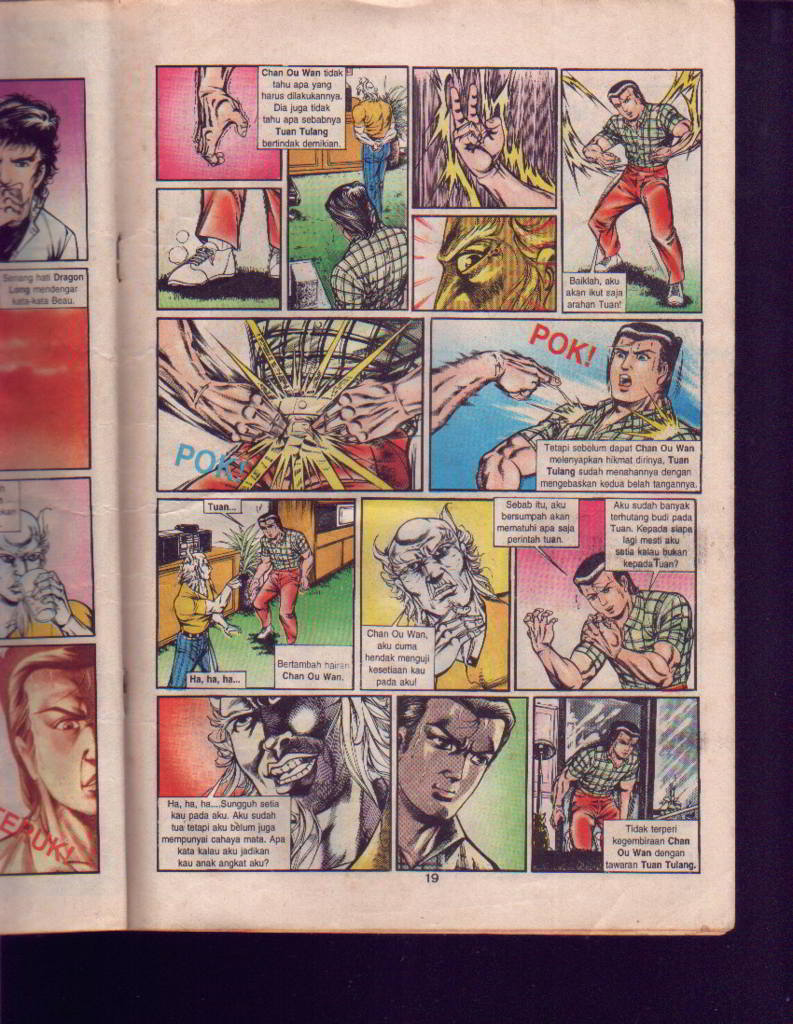 Senang hati Dragon
Long mendengar
kata-kata Beau.
Chan Ou Wan tidak
tahu apa yang
harus dilakukannya.
Dia juga tidak
tahu apa sebabnya
Tuan Tulang
bertindak demikian.
Baiklah, aku
akan ikut saja
arahan Tuan!
POK!
POK!
Tetapi sebelum dapat Chan Ou Wan
melenyapkan hikmat dirinya, Tuan
Tulang sudah menahannya dengan
mengebaskan kedua belah tangannya.
Tuan...
Ha, ha, ha...
Bertambah hairan
Chan Ou Wan.
Chan Ou Wan,
aku cuma
hendak menguji
kesetiaan kau
pada aku!
Sebab itu, aku
bersumpah akan
mematuhi apa saja
perintah tuan.
Aku sudah banyak
terhutang budi pada
Tuan. Kepada siapa
lagi mesti aku
setia kalau bukan
kepada Tuan?
Ha, ha, ha....Sungguh setia
kau pada aku. Aku sudah
tua tetapi aku belum juga
mempunyai cahaya mata. Apa
kata kalau aku jadikan
kau anak angkat aku?
Tidak terperi
kegembiraan Chan
Ou Wan dengan
tawaran Tuan Tulang.
19